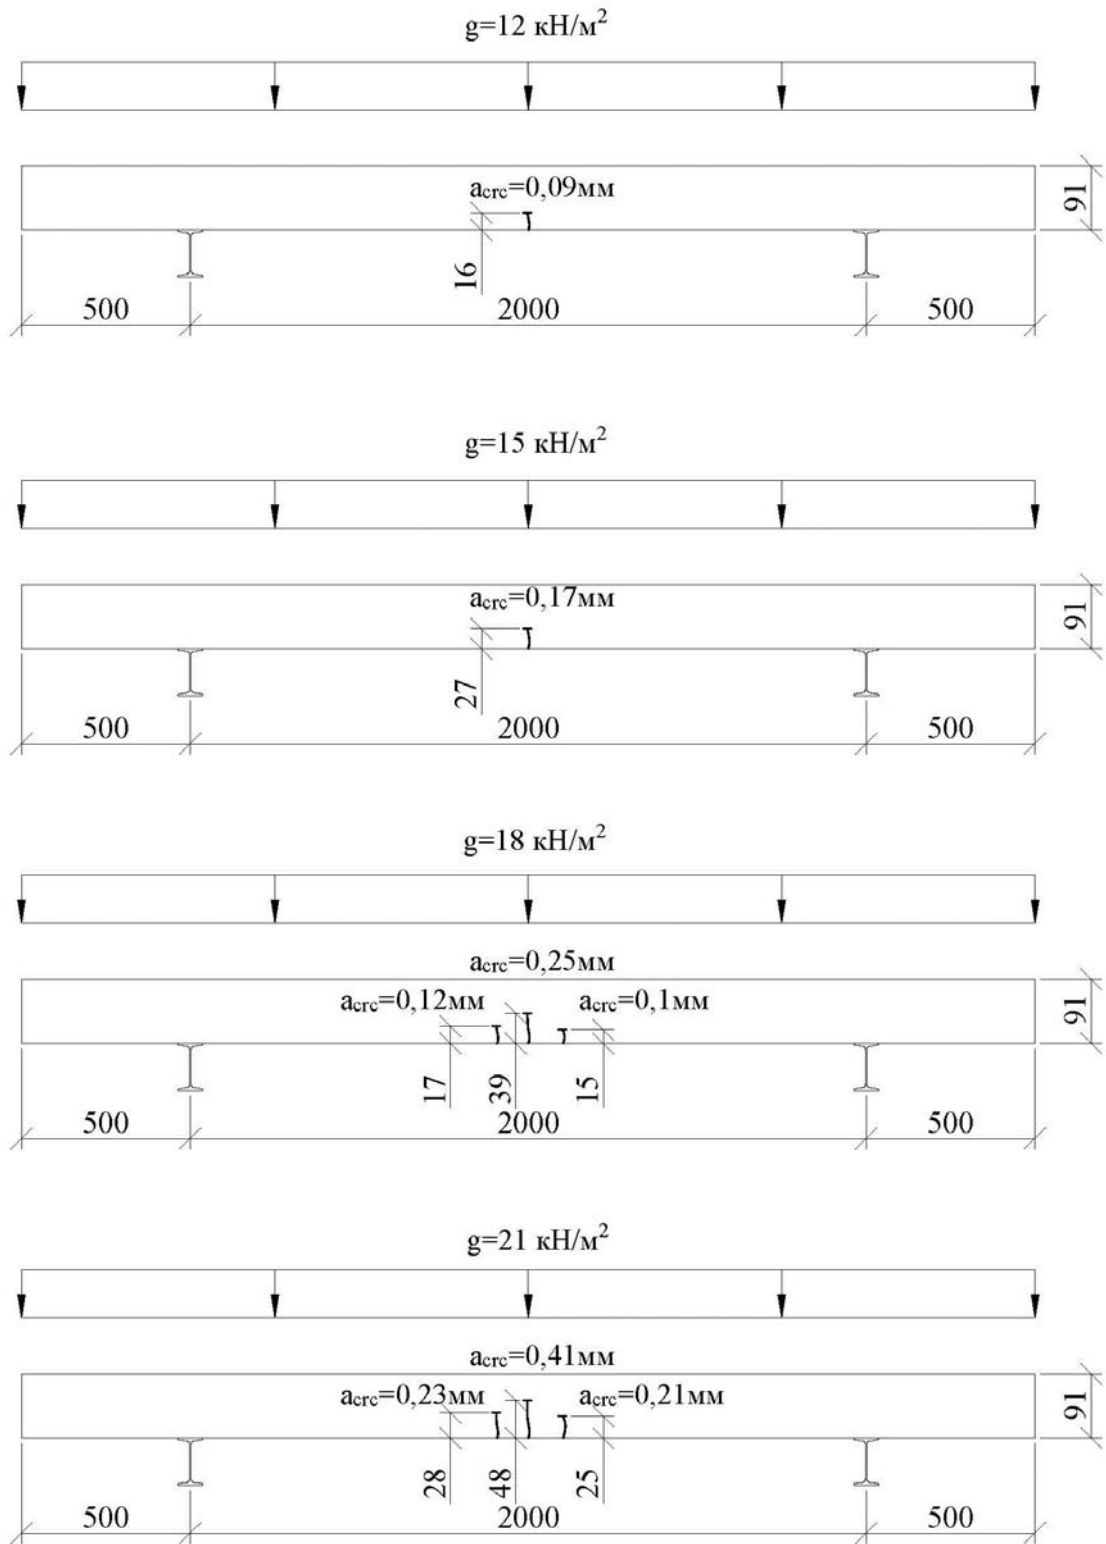 g=12 кН/м²
a_crc=0,09мм
91
16
500 2000 500
g=15 кН/м²
a_crc=0,17мм
91
27
500 2000 500
g=18 кН/м²
a_crc=0,25мм
a_crc=0,12мм a_crc=0,1мм
91
17 39 15
500 2000 500
g=21 кН/м²
a_crc=0,41мм
a_crc=0,23мм a_crc=0,21мм
91
28 48 25
500 2000 500